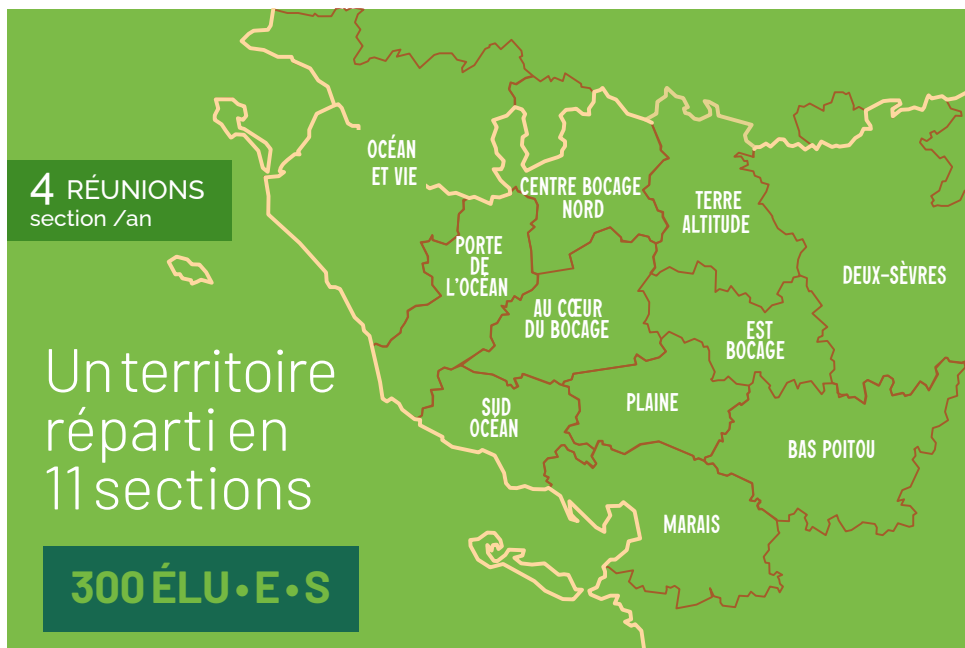 OCÉAN
ET VIE
4 RÉUNIONS
section /an
CENTRE BOCAGE
NORD
TERRE
ALTITUDE
PORTE
DE
L'OCÉAN
DEUX-SÈVRES
AU CŒUR
DU BOCAGE
EST
BOCAGE
Un territoire
réparti en
11 sections
SUD
OCÉAN
PLAINE
BAS POITOU
MARAIS
300 ÉLU•E•S